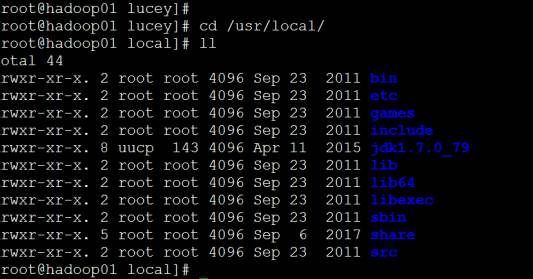 root@hadoop01 lucey]#
root@hadoop01 lucey]# cd /usr/local/
root@hadoop01 local]# ll
otal 44
rwxr-xr-x. 2 root root 4096 Sep 23  2011 bin
rwxr-xr-x. 2 root root 4096 Sep 23  2011 etc
rwxr-xr-x. 2 root root 4096 Sep 23  2011 games
rwxr-xr-x. 2 root root 4096 Sep 23  2011 include
rwxr-xr-x. 8 uucp  143 4096 Apr 11  2015 jdk1.7.0_79
rwxr-xr-x. 2 root root 4096 Sep 23  2011 lib
rwxr-xr-x. 2 root root 4096 Sep 23  2011 lib64
rwxr-xr-x. 2 root root 4096 Sep 23  2011 libexec
rwxr-xr-x. 2 root root 4096 Sep 23  2011 sbin
rwxr-xr-x. 5 root root 4096 Sep  6  2017 share
rwxr-xr-x. 2 root root 4096 Sep 23  2011 src
root@hadoop01 local]#